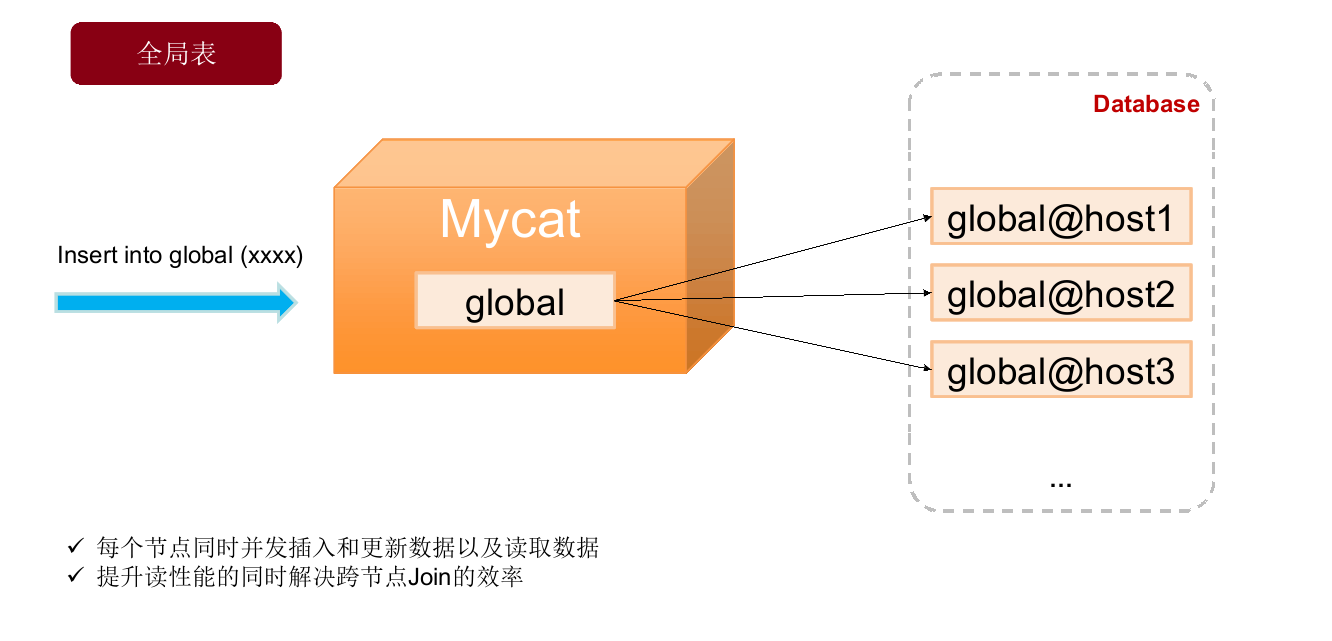 全局表
Database
Mycat
Insert into global (xxxx)
global
global@host1
global@host2
global@host3
...
✓ 每个节点同时并发插入和更新数据以及读取数据
✓ 提升读性能的同时解决跨节点Join的效率